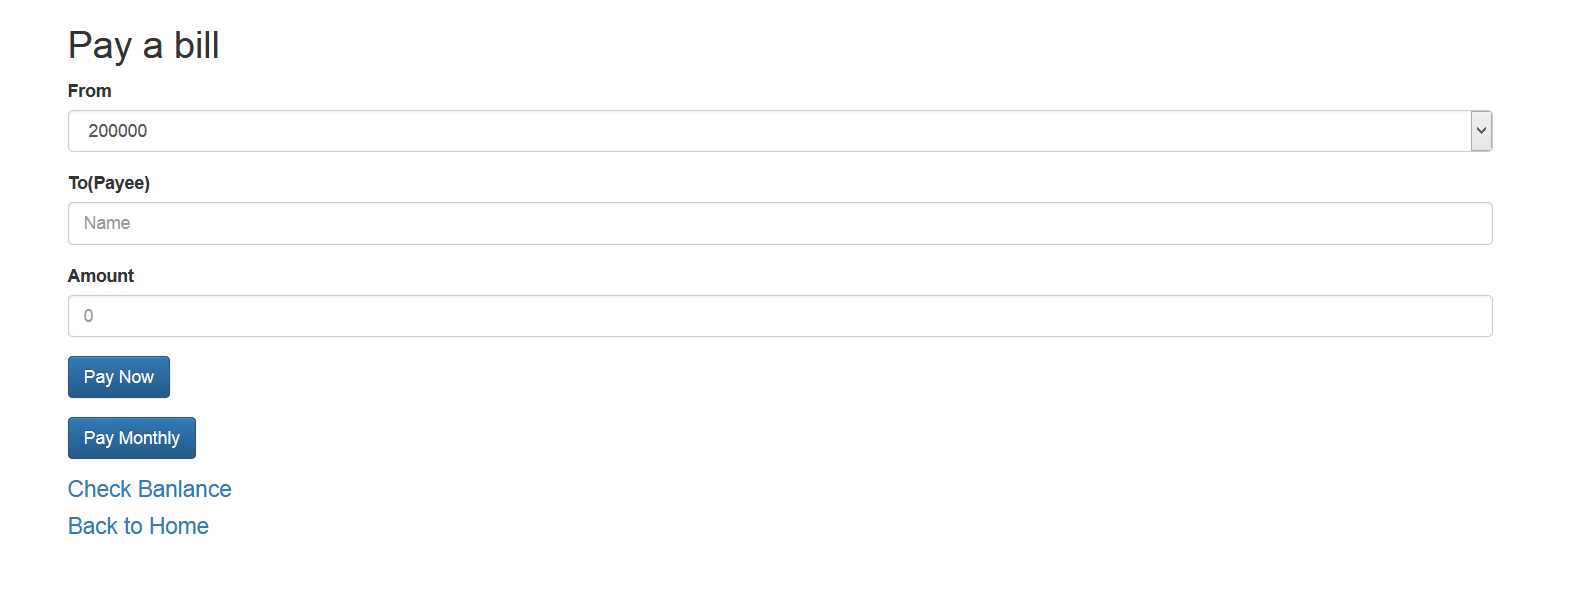 Pay a bill
From
200000
To(Payee)
Name
Amount
0
Pay Now
Pay Monthly
Check Banlance
Back to Home